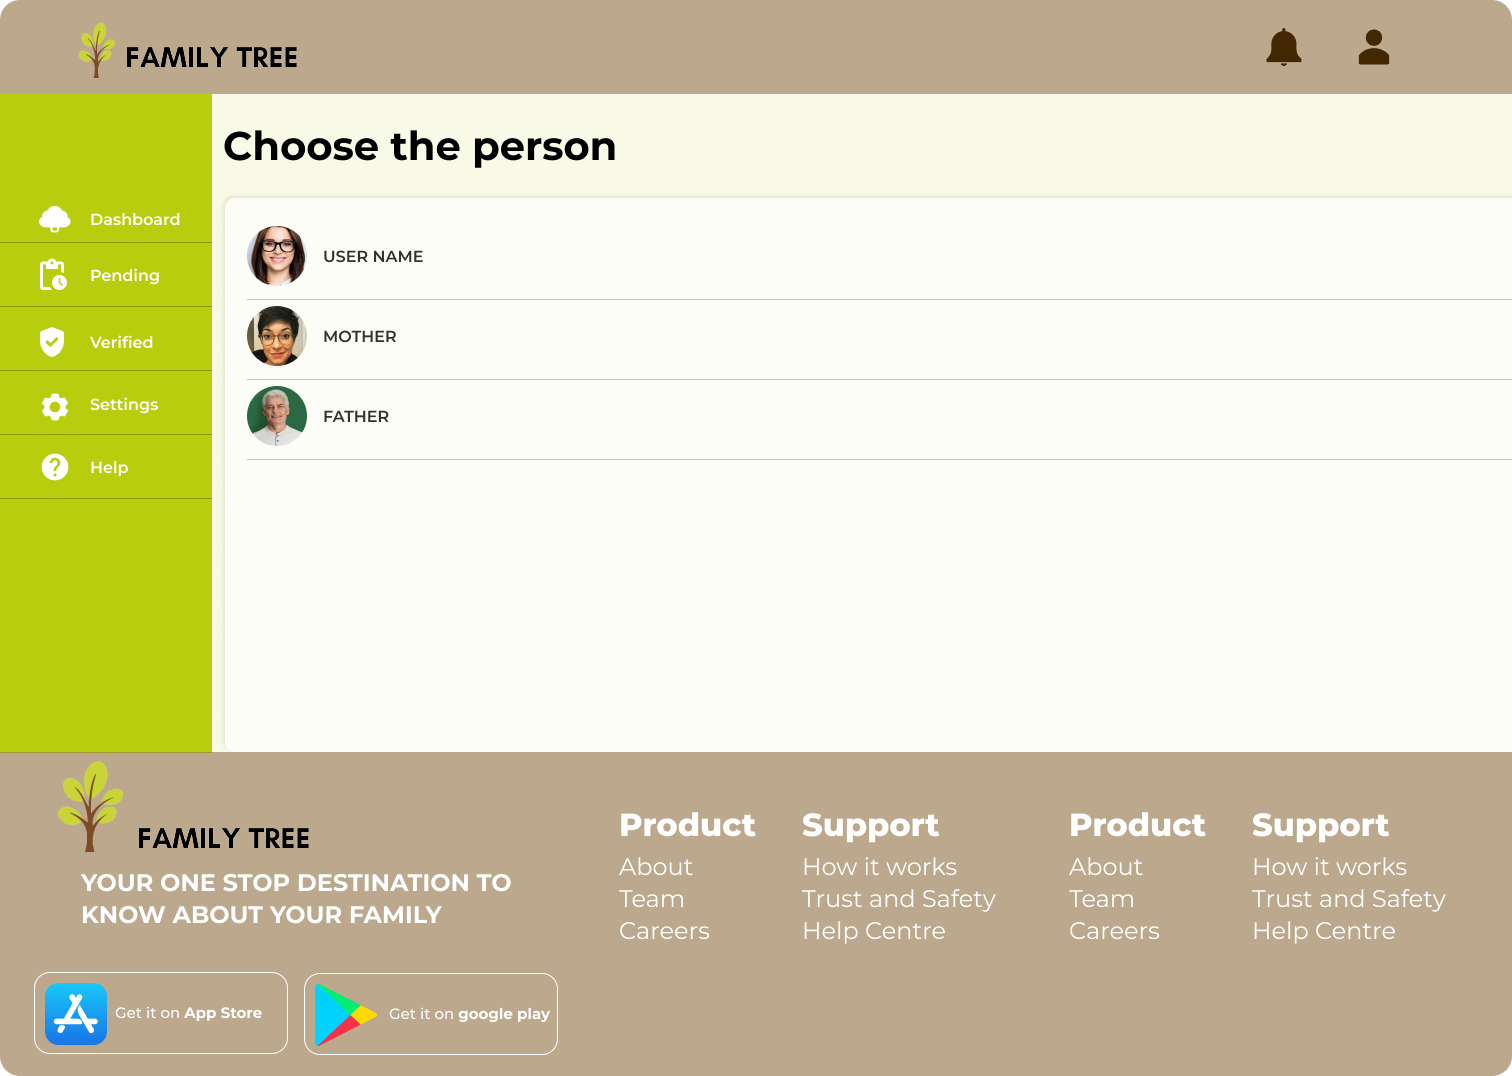 FAMILY TREE
Choose the person
Dashboard
Pending
Verified
Settings
Help
USER NAME
MOTHER
FATHER
FAMILY TREE
YOUR ONE STOP DESTINATION TO
KNOW ABOUT YOUR FAMILY
Get it on App Store
Get it on google play
Product
About
Team
Careers
Support
How it works
Trust and Safety
Help Centre
Product
About
Team
Careers
Support
How it works
Trust and Safety
Help Centre